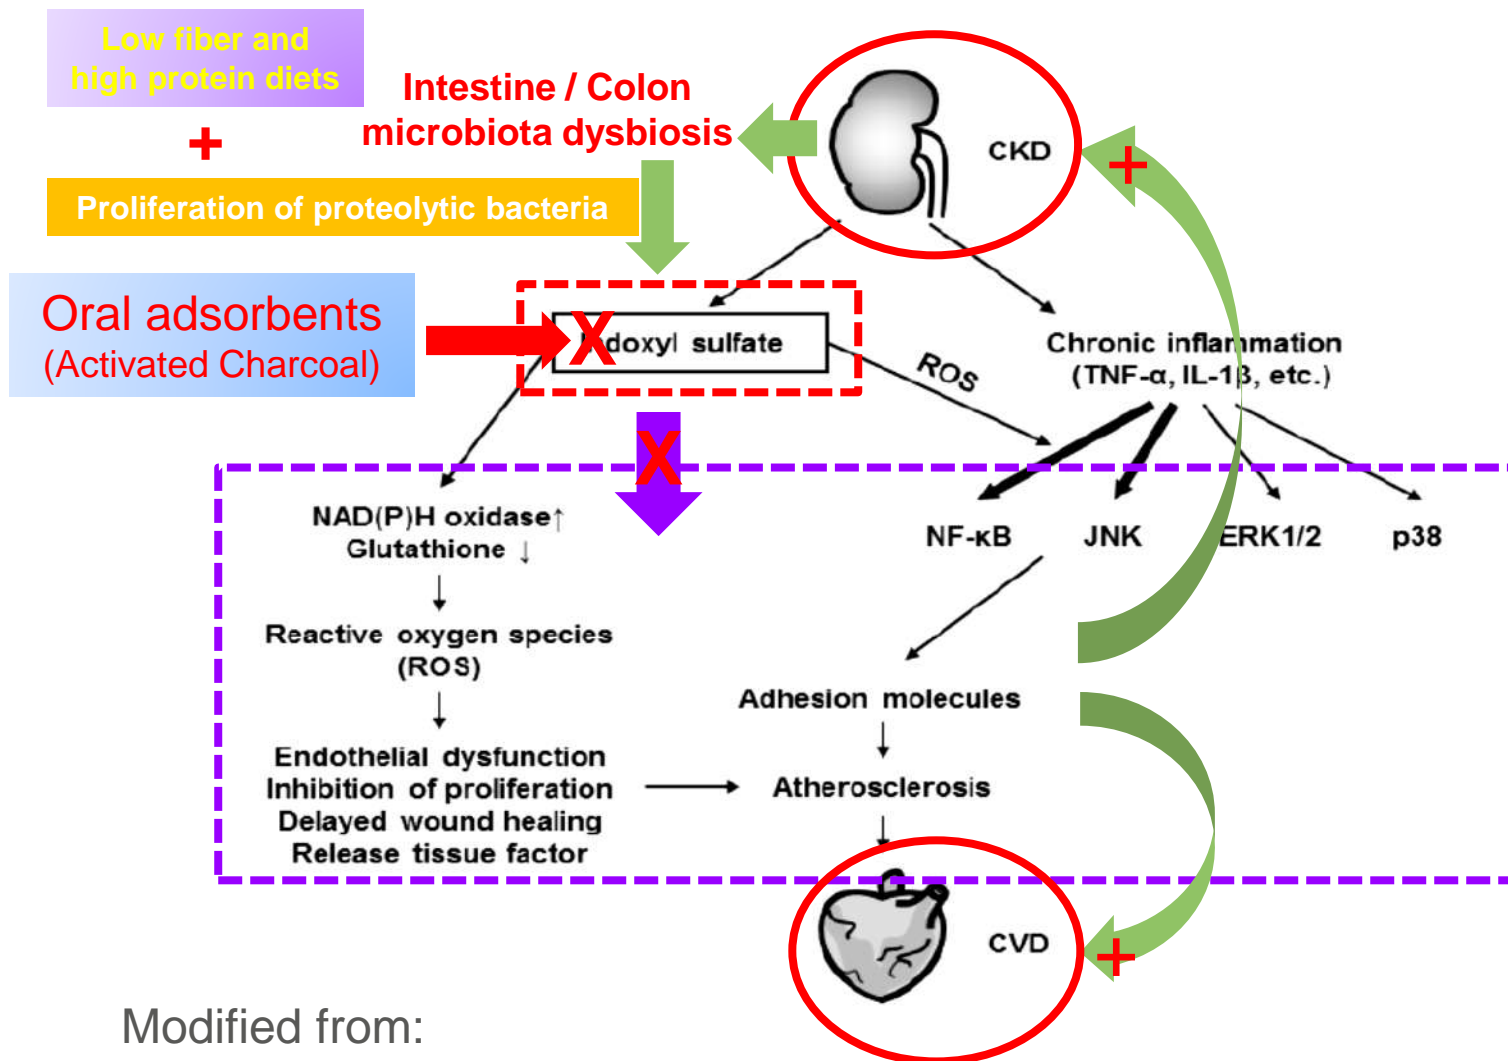 Low fiber and
high protein diets
+
Intestine / Colon
microbiota dysbiosis
Proliferation of proteolytic bacteria
CKD
+
Oral adsorbents
(Activated Charcoal)
X
doxyl sulfate
ROS
Chronic inflammation
(TNF-α, IL-1β, etc.)
X
NAD(P)H oxidase↑
Glutathione ↓
NF-κB
JNK
ERK1/2
p38
Reactive oxygen species
(ROS)
Adhesion molecules
Endothelial dysfunction
Inhibition of proliferation
Delayed wound healing
Release tissue factor
Atherosclerosis
CVD
+
Modified from: